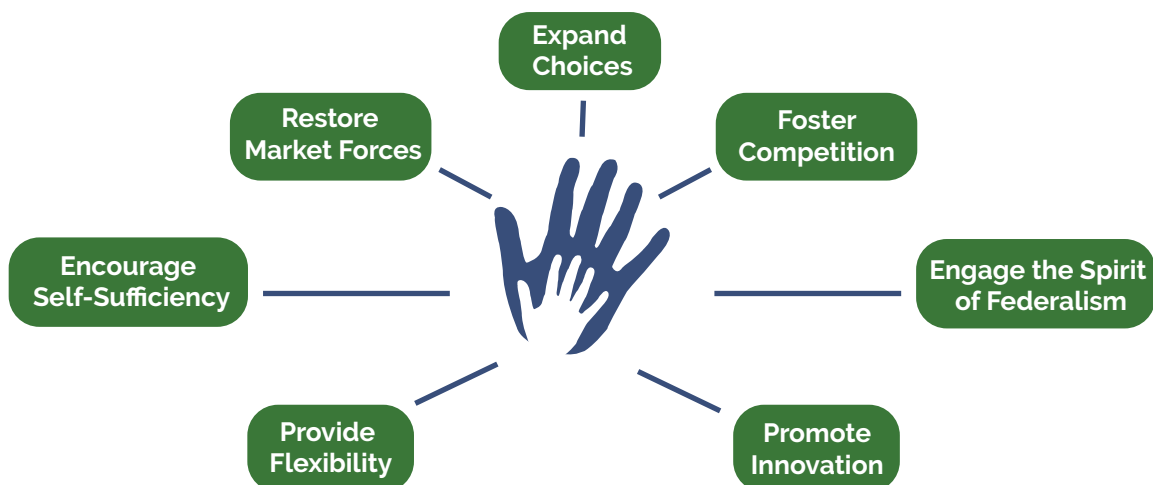 Expand
Choices
Restore
Market Forces
Foster
Competition
Encourage
Self-Sufficiency
Engage the Spirit
of Federalism
Provide
Flexibility
Promote
Innovation